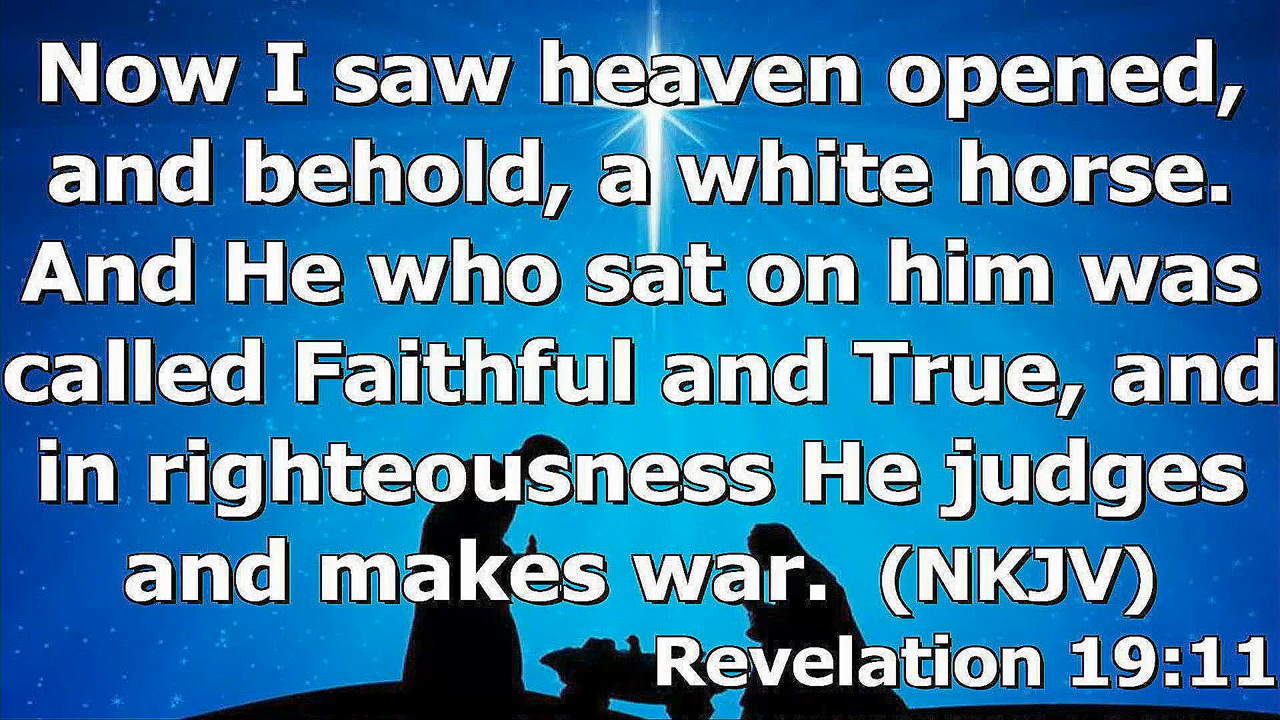 Now I saw heaven opened,
and behold, a white horse.
And He who sat on him was
called Faithful and True, and
in righteousness He judges
and makes war. (NKJV)
Revelation 19:11